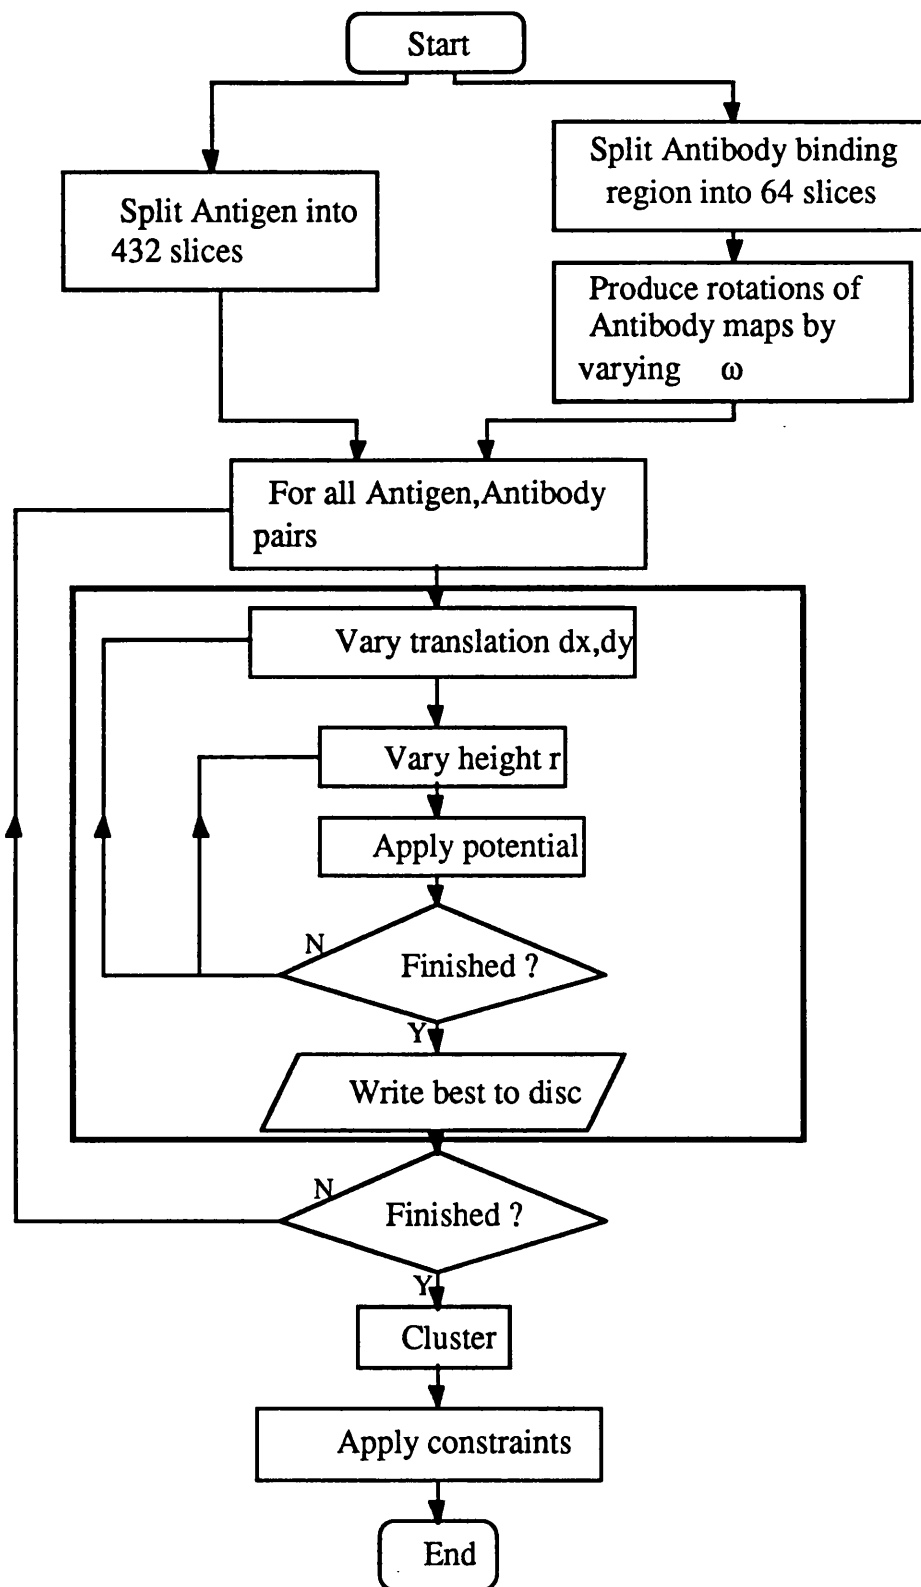 Start
Split Antigen into
432 slices
Split Antibody binding
region into 64 slices
Produce rotations of
Antibody maps by
varying ω
For all Antigen,Antibody
pairs
Vary translation dx,dy
Vary height r
Apply potential
N
Finished ?
Y
Write best to disc
N
Finished ?
Y
Cluster
Apply constraints
End